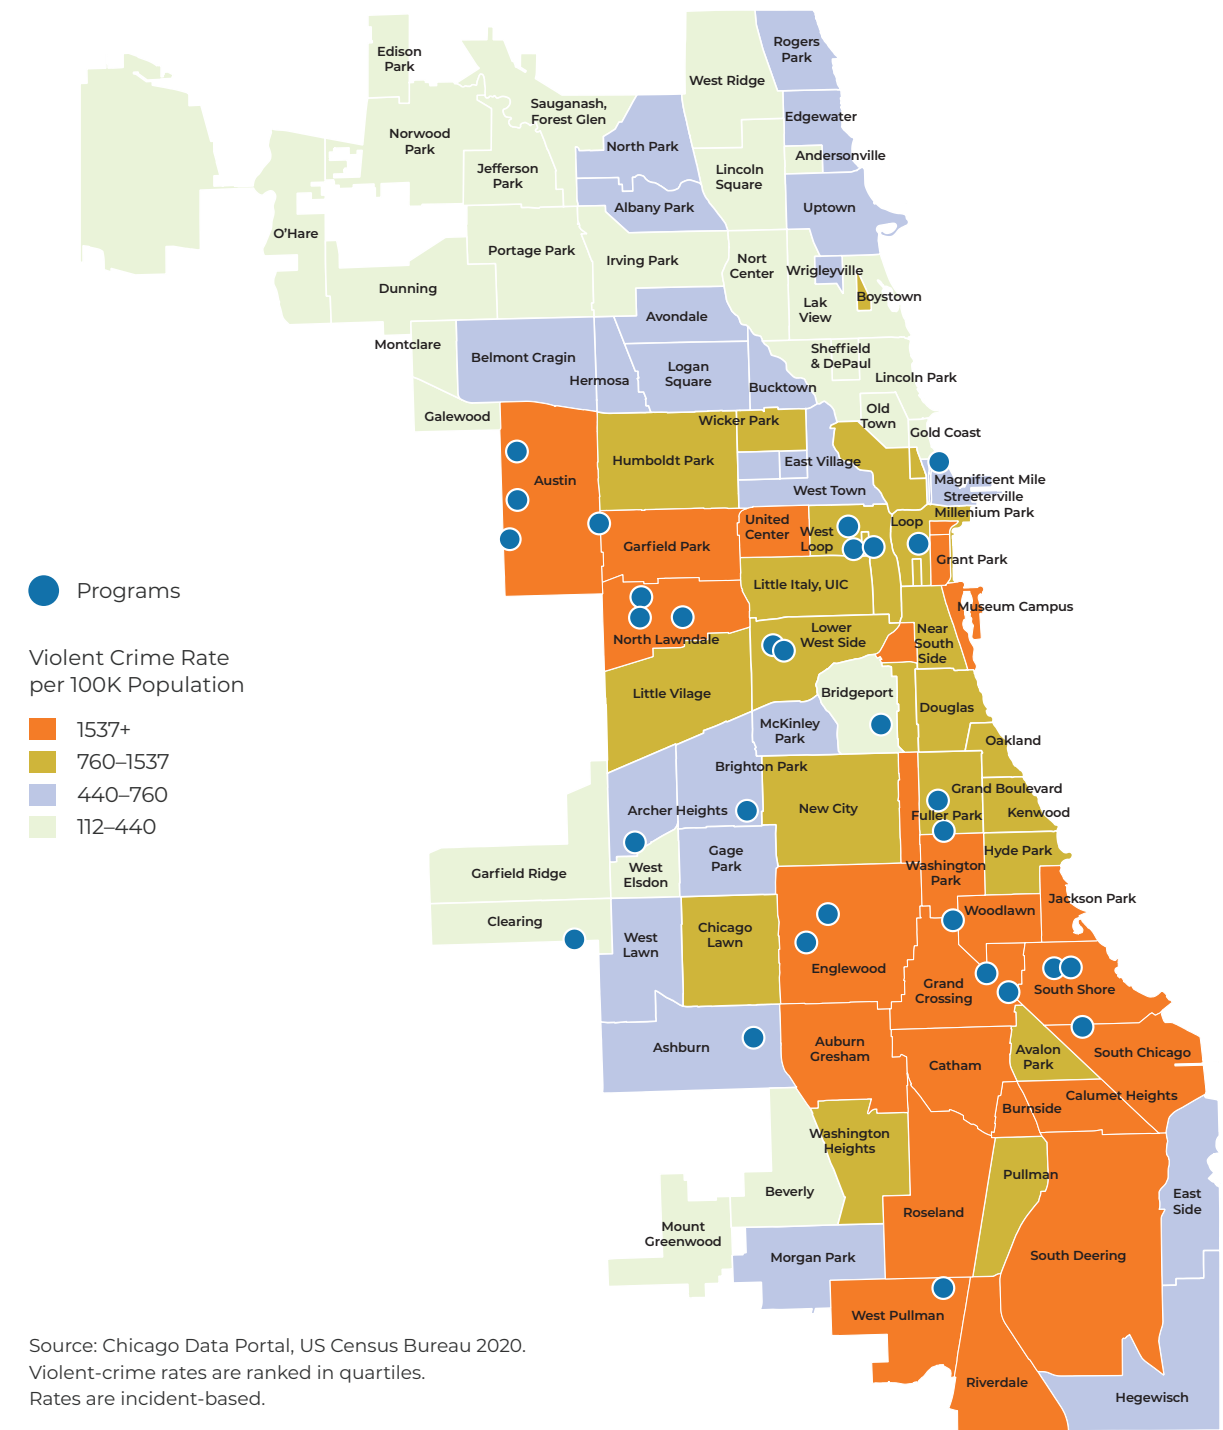 Rogers
Park
Edison
Park
West Ridge
Sauganash,
Forest Glen
Edgewater
Norwood
Park
North Park
Andersonville
Jefferson
Park
Lincoln
Square
Albany Park
Uptown
O'Hare
Portage Park
Irving Park
Nort
Center
Wrigleyville
Dunning
Boystown
Lak
View
Avondale
Montclare
Belmont Cragin
Sheffield
& DePaul
Logan
Square
Hermosa
Lincoln Park
Bucktown
Galewood
Old
Town
Wicker Park
Gold Coast
Humboldt Park
East Village
Austin
Magnificent Mile
West Town
Streeterville
Millenium Park
United
Center
West
Loop
Loop
Garfield Park
Grant Park
Little Italy, UIC
Museum Campus
North Lawndale
Lower
West Side
Near
South
Side
Little Vilage
Bridgeport
Douglas
McKinley
Park
Oakland
Brighton Park
Grand Boulevard
Archer Heights
New City
Fuller Park
Kenwood
Gage
Park
Hyde Park
Garfield Ridge
West
Elsdon
Washington
Park
Jackson Park
Clearing
Chicago
Lawn
Woodlawn
West
Lawn
Englewood
Grand
Crossing
South Shore
Ashburn
Auburn
Gresham
Avalon
Park
South Chicago
Catham
Calumet Heights
Burnside
Washington
Heights
Pullman
Beverly
East
Side
Roseland
Mount
Greenwood
Morgan Park
South Deering
West Pullman
Riverdale
Hegewisch
Programs
Violent Crime Rate
per 100K Population
1537+
760–1537
440–760
112–440
Source: Chicago Data Portal, US Census Bureau 2020.
Violent-crime rates are ranked in quartiles.
Rates are incident-based.